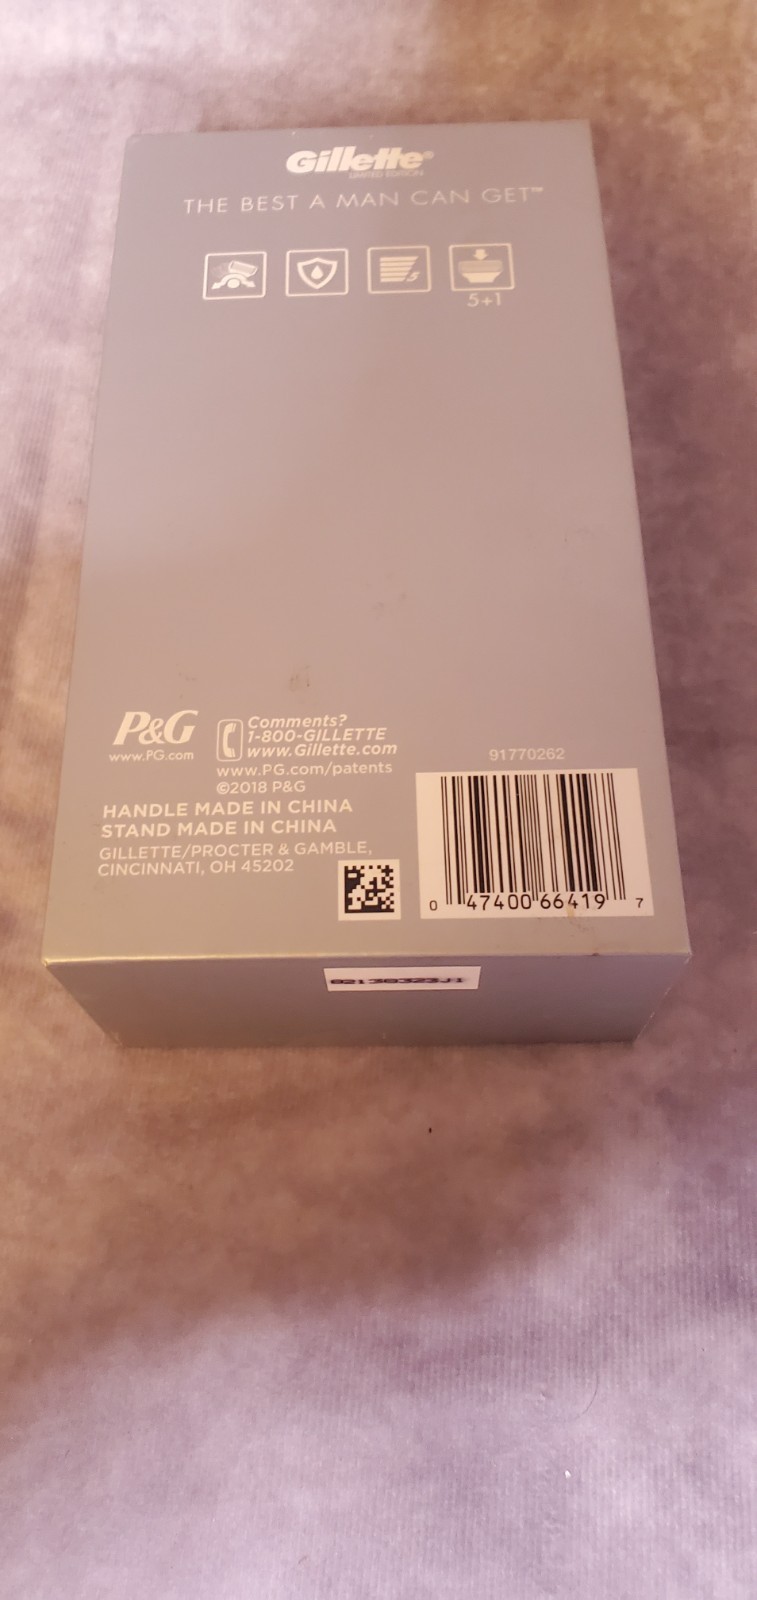 Gillette®
LIMITED EDITION
THE BEST A MAN CAN GET™
5
5+1
P&G
www.PG.com
Comments?
1-800-GILLETTE
www.Gillette.com
www.PG.com/patents
©2018 P&G
HANDLE MADE IN CHINA
STAND MADE IN CHINA
GILLETTE/PROCTER & GAMBLE,
CINCINNATI, OH 45202
91770262
0 47400 66419 7